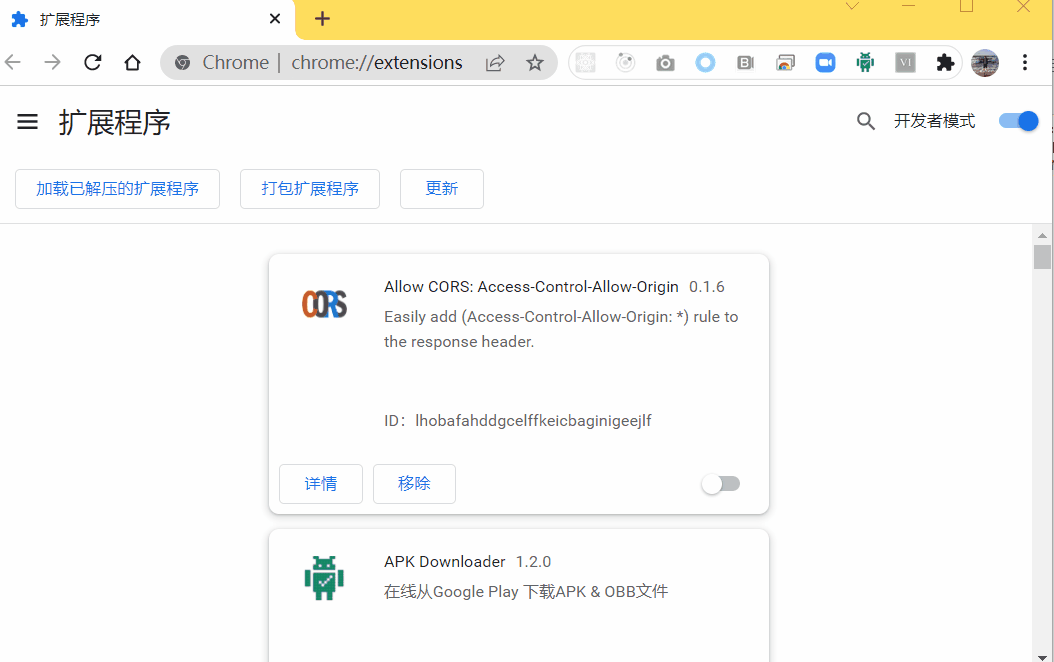 扩展程序
Chrome | chrome://extensions
B
VI
扩展程序
开发者模式
加载已解压的扩展程序
打包扩展程序
更新
CORS
Allow CORS: Access-Control-Allow-Origin 0.1.6
Easily add (Access-Control-Allow-Origin: *) rule to
the response header.
ID：lhobafahddgcelffkeicbaginigeejlf
详情
移除
APK Downloader 1.2.0
在线从Google Play 下载APK & OBB文件